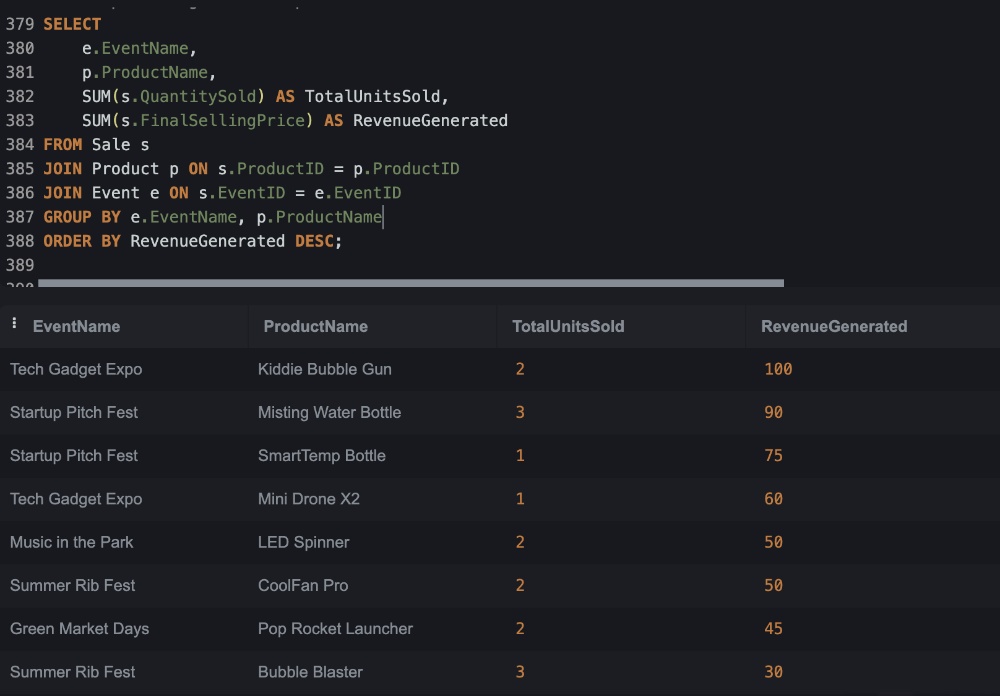 379 SELECT
380 e.EventName,
381 p.ProductName,
382 SUM(s.QuantitySold) AS TotalUnitsSold,
383 SUM(s.FinalSellingPrice) AS RevenueGenerated
384 FROM Sale s
385 JOIN Product p ON s.ProductID = p.ProductID
386 JOIN Event e ON s.EventID = e.EventID
387 GROUP BY e.EventName, p.ProductName
388 ORDER BY RevenueGenerated DESC;
389
EventName ProductName TotalUnitsSold RevenueGenerated
Tech Gadget Expo Kiddie Bubble Gun 2 100
Startup Pitch Fest Misting Water Bottle 3 90
Startup Pitch Fest SmartTemp Bottle 1 75
Tech Gadget Expo Mini Drone X2 1 60
Music in the Park LED Spinner 2 50
Summer Rib Fest CoolFan Pro 2 50
Green Market Days Pop Rocket Launcher 2 45
Summer Rib Fest Bubble Blaster 3 30